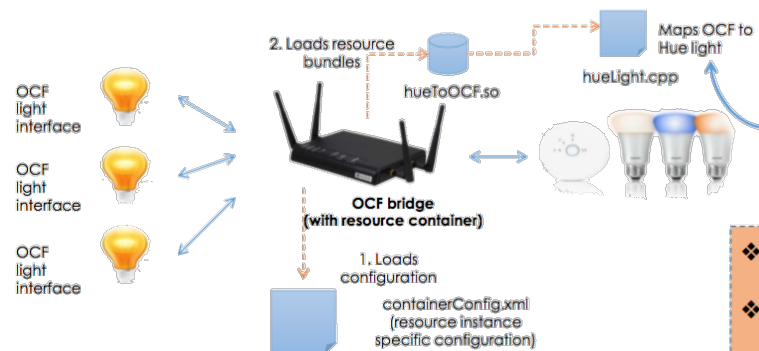 2. Loads resource
bundles
hueToOCF.so
Maps OCF to
Hue light
hueLight.cpp
OCF
light
interface
OCF
light
interface
OCF
light
interface
OCF bridge
(with resource container)
1. Loads
configuration
containerConfig.xml
(resource instance
specific configuration)